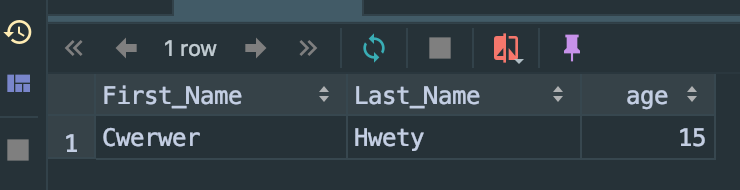 1 row
First_Name Last_Name age
1 Cwerwer Hwety 15